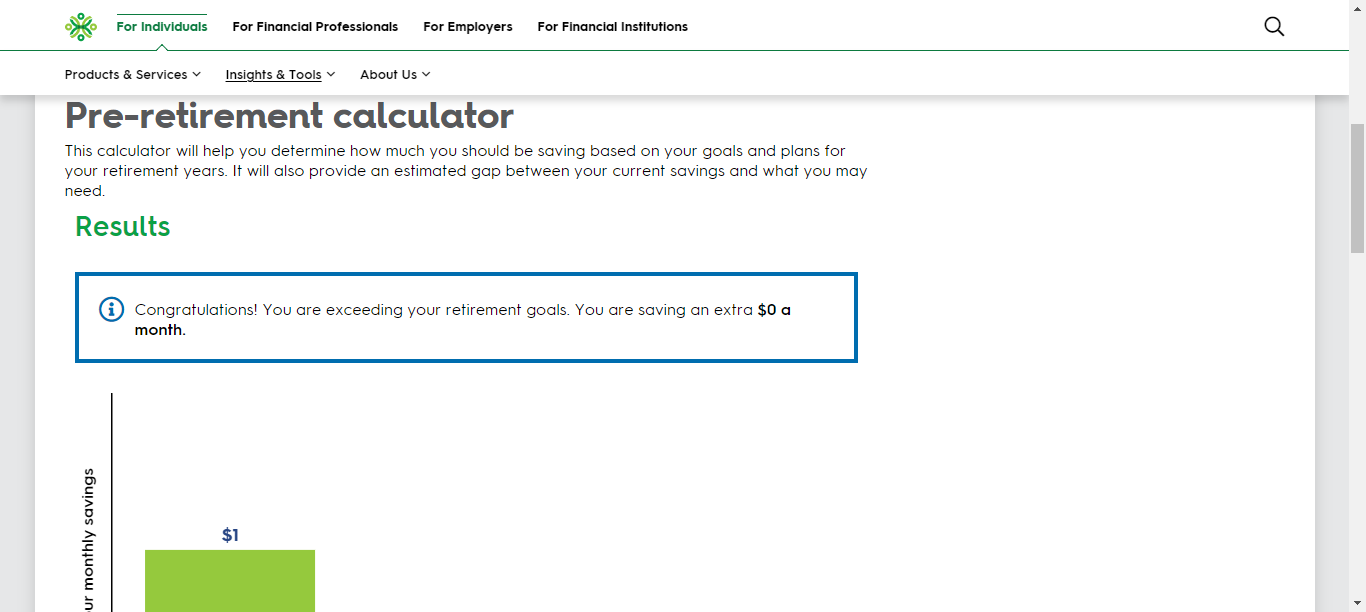 For Individuals For Financial Professionals For Employers For Financial Institutions
Products & Services Insights & Tools About Us
Pre-retirement calculator
This calculator will help you determine how much you should be saving based on your goals and plans for
your retirement years. It will also provide an estimated gap between your current savings and what you may
need.
Results
Congratulations! You are exceeding your retirement goals. You are saving an extra $0 a
month.
monthly savings
$1